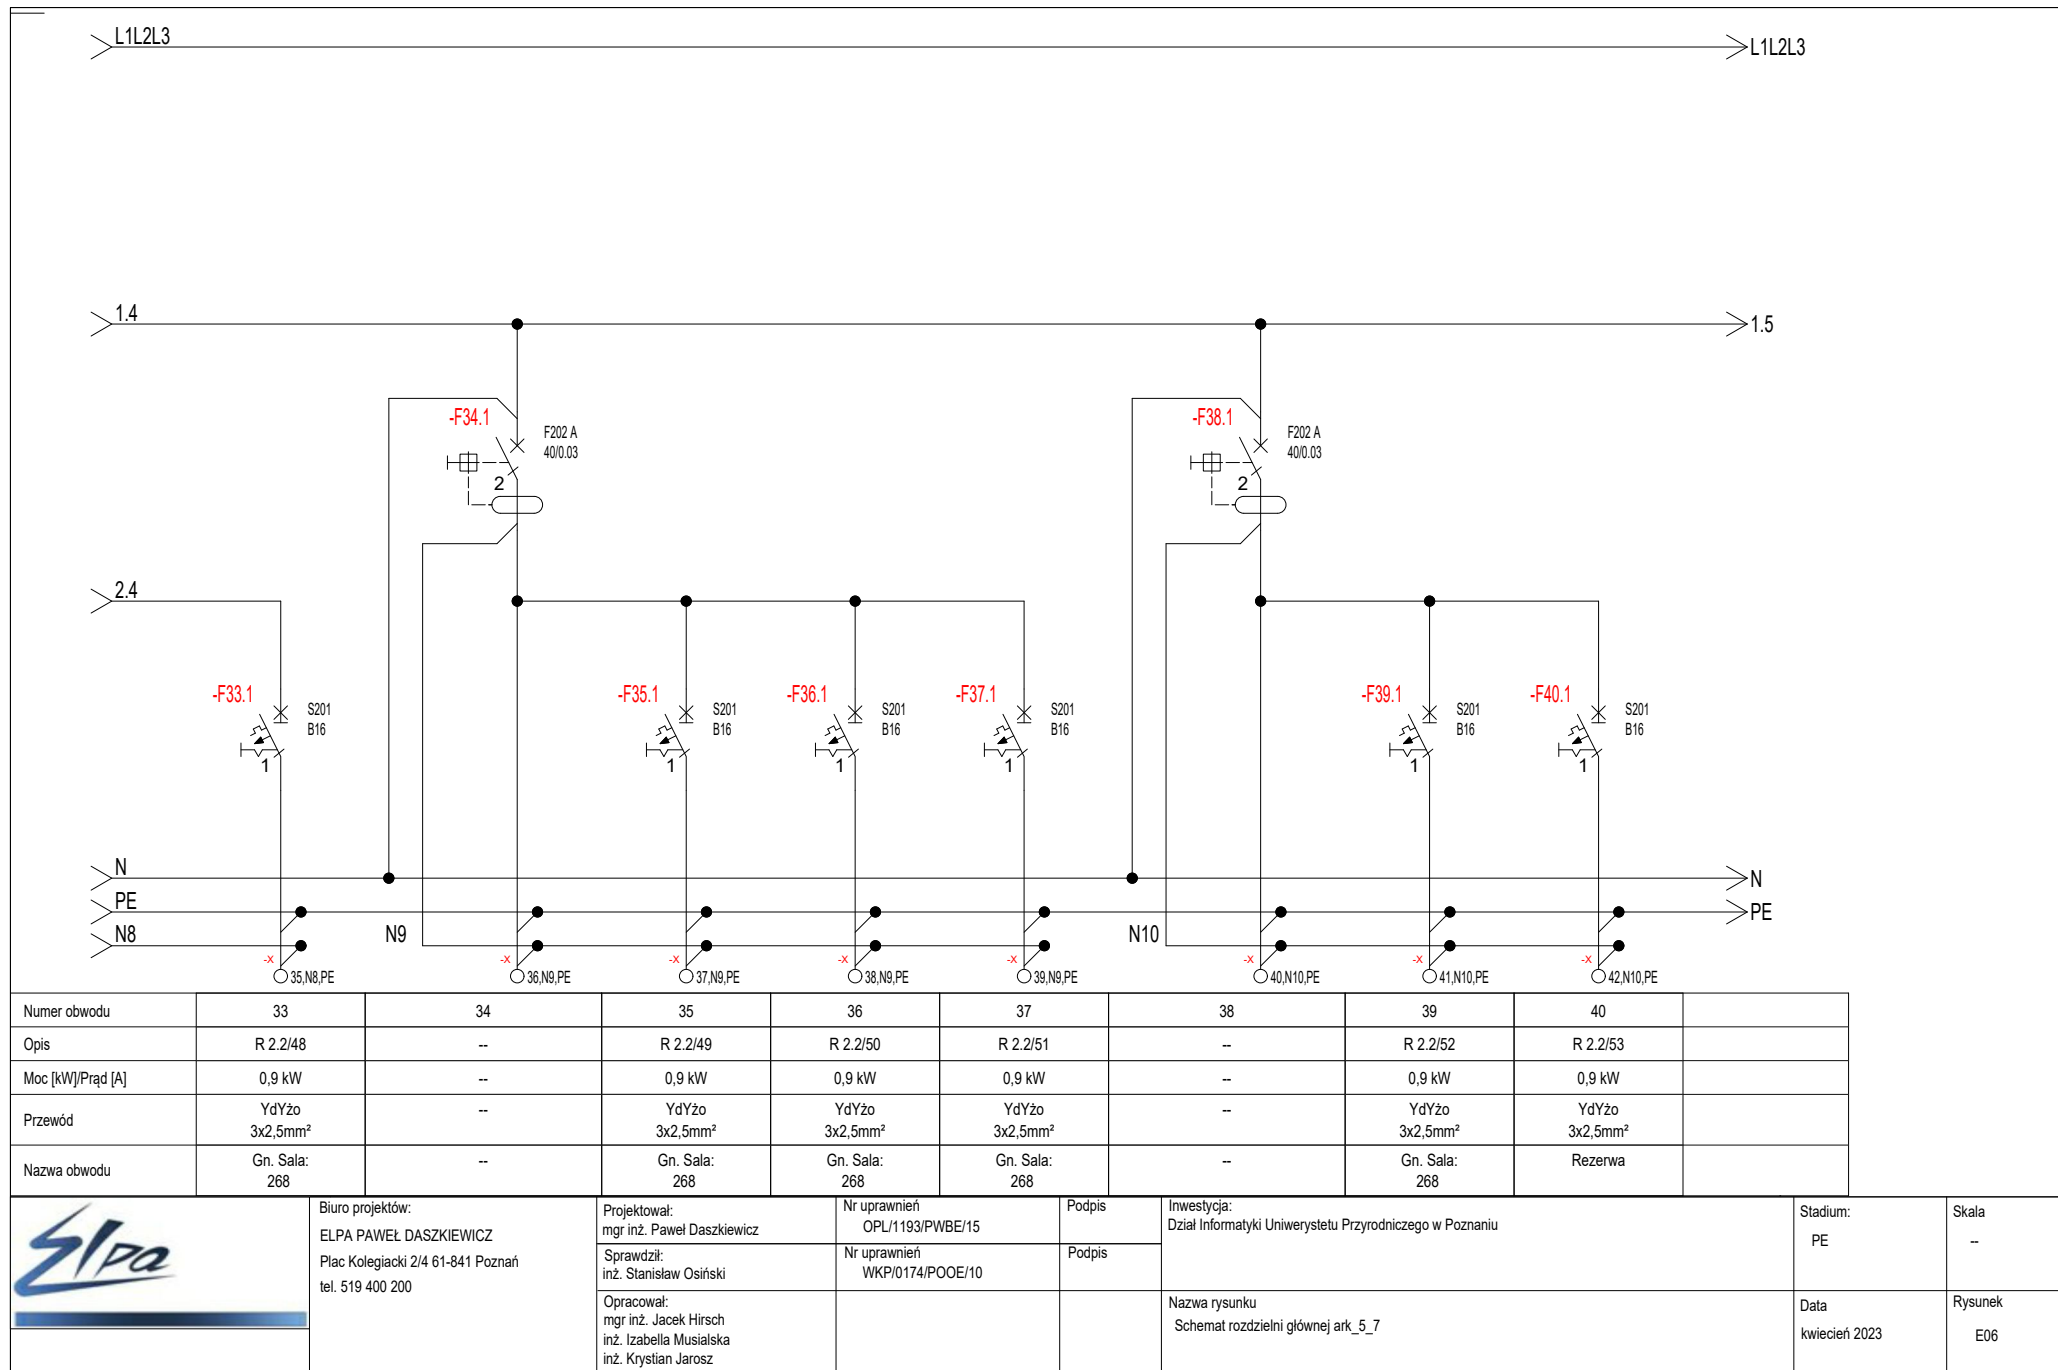 L1L2L3
L1L2L3
1.4
1.5
-F34.1
F202 A
40/0.03
2
-F38.1
F202 A
40/0.03
2
2.4
-F33.1
S201
B16
1
-F35.1
S201
B16
1
-F36.1
S201
B16
1
-F37.1
S201
B16
1
-F39.1
S201
B16
1
-F40.1
S201
B16
1
N
N
PE
PE
N8
N9
N10
-X
35,N8,PE
-X
36,N9,PE
-X
37,N9,PE
-X
38,N9,PE
-X
39,N9,PE
-X
40,N10,PE
-X
41,N10,PE
-X
42,N10,PE
Numer obwodu 33 34 35 36 37 38 39 40
Opis R 2.2/48 -- R 2.2/49 R 2.2/50 R 2.2/51 -- R 2.2/52 R 2.2/53
Moc [kW]/Prąd [A] 0,9 kW -- 0,9 kW 0,9 kW 0,9 kW -- 0,9 kW 0,9 kW
Przewód YdYżo 3x2,5mm² -- YdYżo 3x2,5mm² YdYżo 3x2,5mm² YdYżo 3x2,5mm² -- YdYżo 3x2,5mm² YdYżo 3x2,5mm²
Nazwa obwodu Gn. Sala: 268 -- Gn. Sala: 268 Gn. Sala: 268 Gn. Sala: 268 -- Gn. Sala: 268 Rezerwa
Elpa
Biuro projektów:
ELPA PAWEŁ DASZKIEWICZ
Plac Kolegiacki 2/4 61-841 Poznań
tel. 519 400 200
Projektował:
mgr inż. Paweł Daszkiewicz
Nr uprawnień
OPL/1193/PWBE/15
Podpis
Sprawdził:
inż. Stanisław Osiński
Nr uprawnień
WKP/0174/POOE/10
Podpis
Opracował:
mgr inż. Jacek Hirsch
inż. Izabella Musialska
inż. Krystian Jarosz
Inwestycja:
Dział Informatyki Uniwerystetu Przyrodniczego w Poznaniu
Nazwa rysunku
Schemat rozdzielni głównej ark_5_7
Stadium:
PE
Skala
--
Data
kwiecień 2023
Rysunek
E06